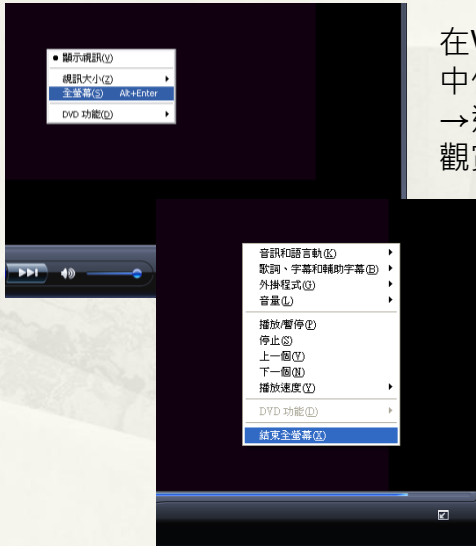 在
中
→
觀
顯示視訊(V)
視訊大小(Z)
全螢幕(S) Alt+Enter
DVD 功能(D)
音訊和語言軌(K)
歌詞、字幕和輔助字幕(B)
外掛程式(G)
音量(L)
播放/暫停(P)
停止(S)
上一個(Y)
下一個(N)
播放速度(Y)
DVD 功能(D)
結束全螢幕(X)